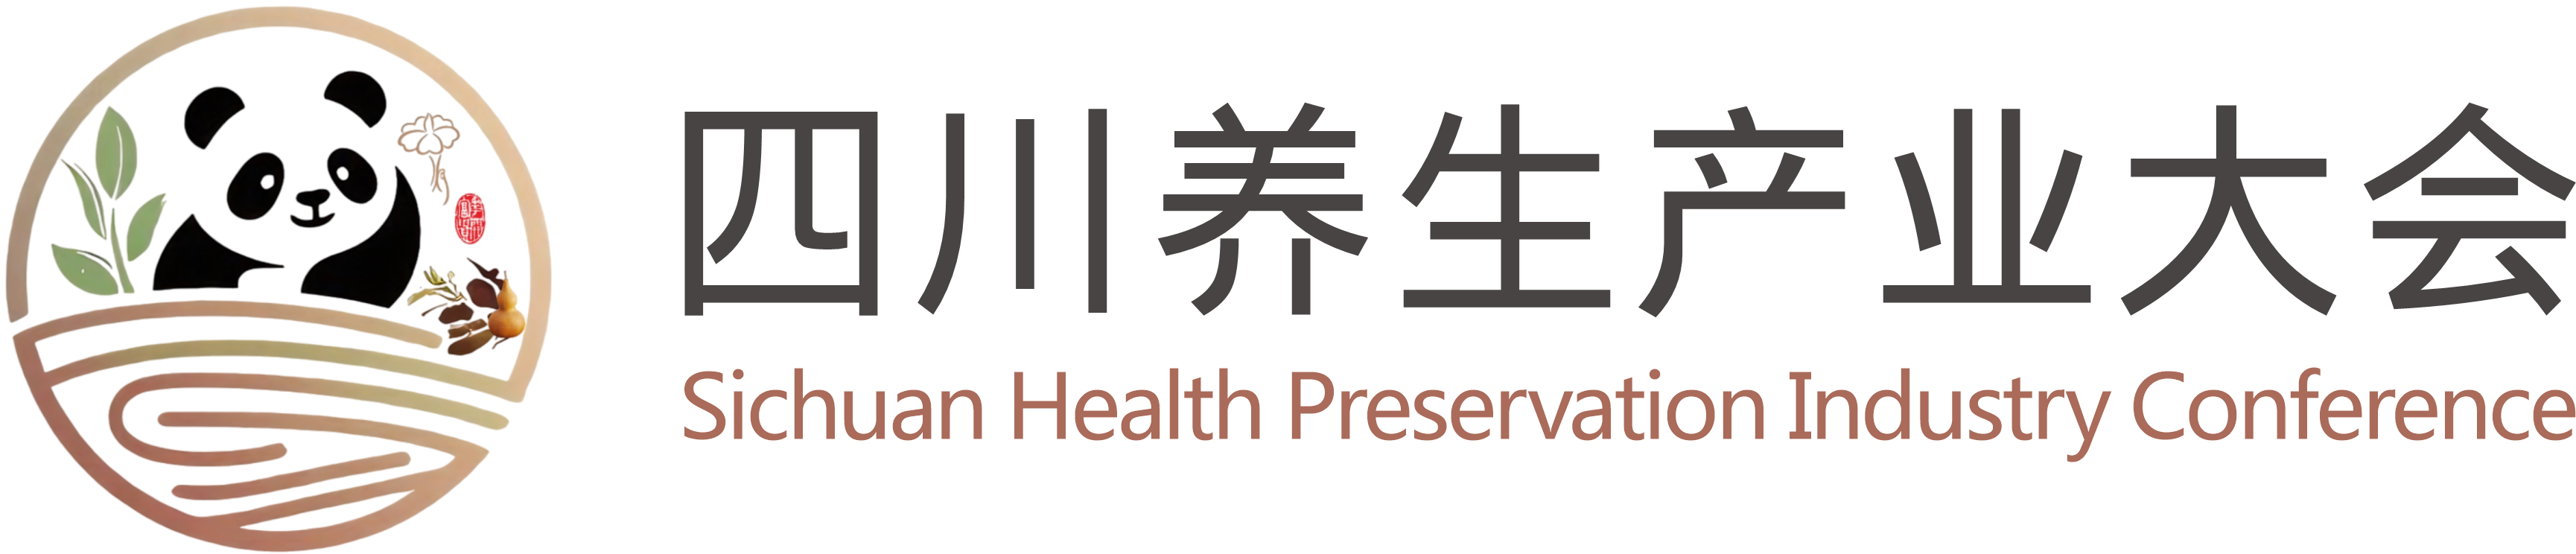 四川养生产业大会
Sichuan Health Preservation Industry Conference